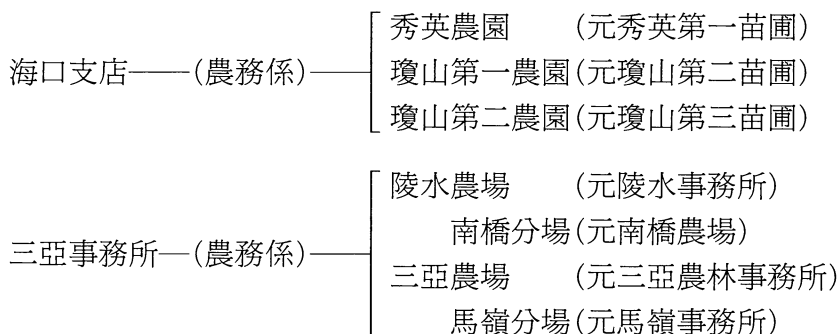 秀英農園 (元秀英第一苗圃)
海口支店——(農務係)—— 瓊山第一農園(元瓊山第二苗圃)
瓊山第二農園(元瓊山第三苗圃)
陵水農場 (元陵水事務所)
南橋分場(元南橋農場)
三亞事務所—(農務係)——
三亞農場 (元三亞農林事務所)
馬嶺分場(元馬嶺事務所)